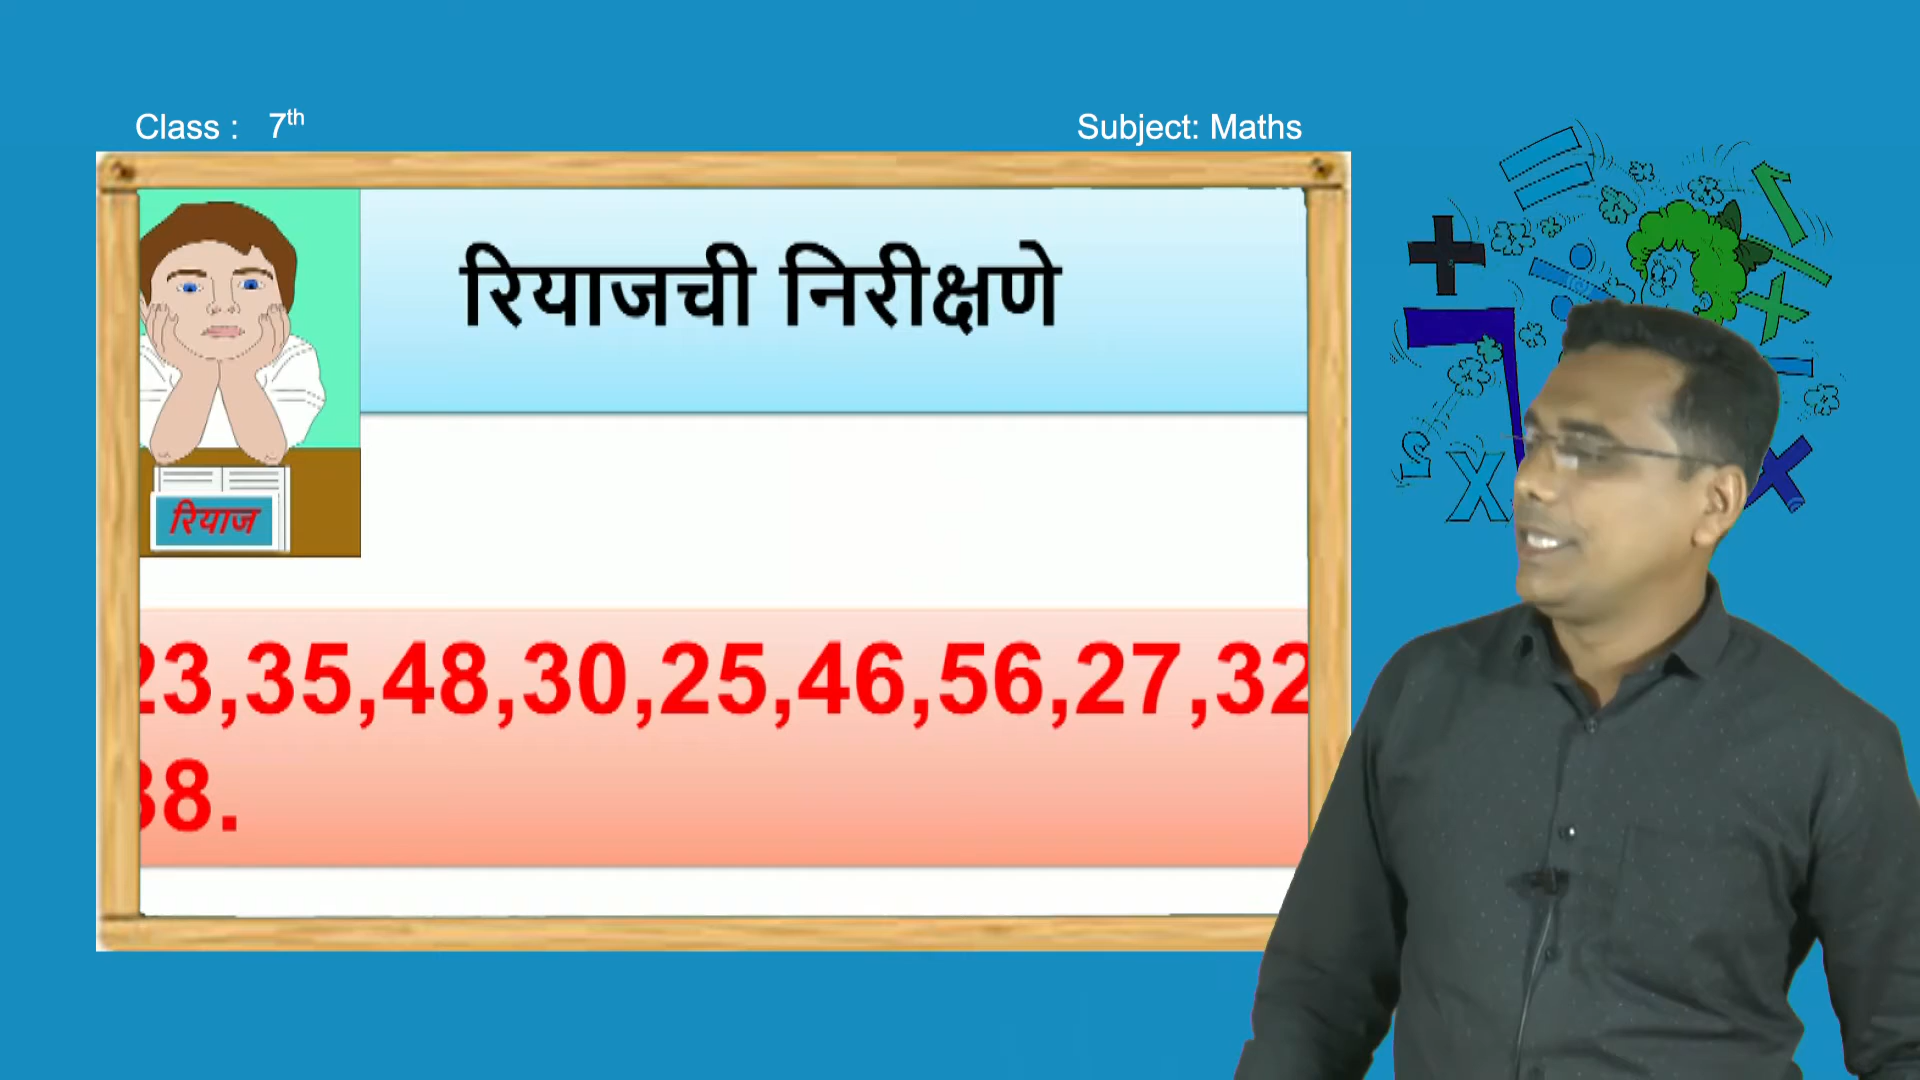 Class : 7th
Subject: Maths
रियाजची निरीक्षणे
रियाज
23,35,48,30,25,46,56,27,32
38.